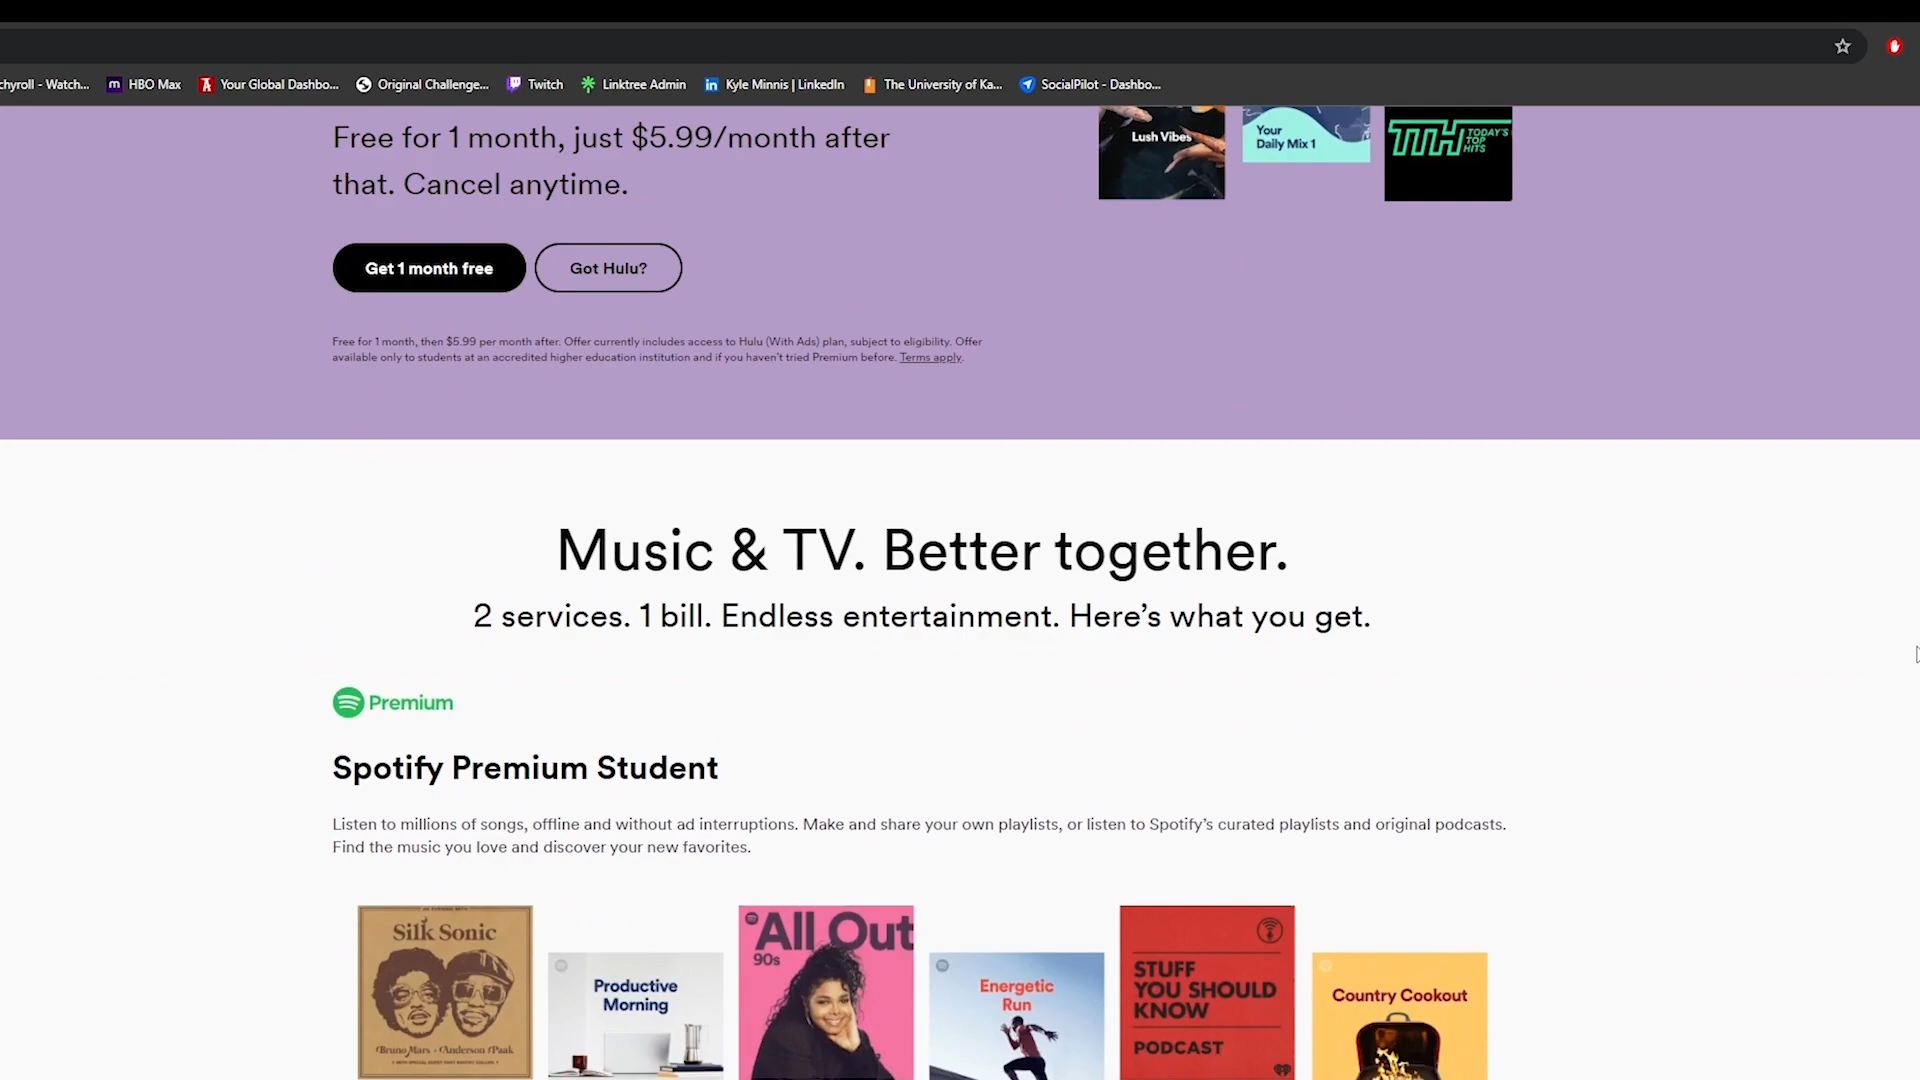 chyroll - Watch... HBO Max Your Global Dashbo... Original Challenge... Twitch Linktree Admin Kyle Minnis | LinkedIn The University of Ka... SocialPilot - Dashbo...
Free for 1 month, just $5.99/month after
that. Cancel anytime.
Lush Vibes
Your
Daily Mix 1
TTH TODAY'S
TOP
HITS
Get 1 month free Got Hulu?
Free for 1 month, then $5.99 per month after. Offer currently includes access to Hulu (With Ads) plan, subject to eligibility. Offer
available only to students at an accredited higher education institution and if you haven't tried Premium before. Terms apply.
Music & TV. Better together.
2 services. 1 bill. Endless entertainment. Here's what you get.
Premium
Spotify Premium Student
Listen to millions of songs, offline and without ad interruptions. Make and share your own playlists, or listen to Spotify's curated playlists and original podcasts.
Find the music you love and discover your new favorites.
Silk Sonic
Bruno Mars - Anderson .Paak
Productive
Morning
All Out
90s
Energetic
Run
STUFF
YOU SHOULD
KNOW
PODCAST
Country Cookout